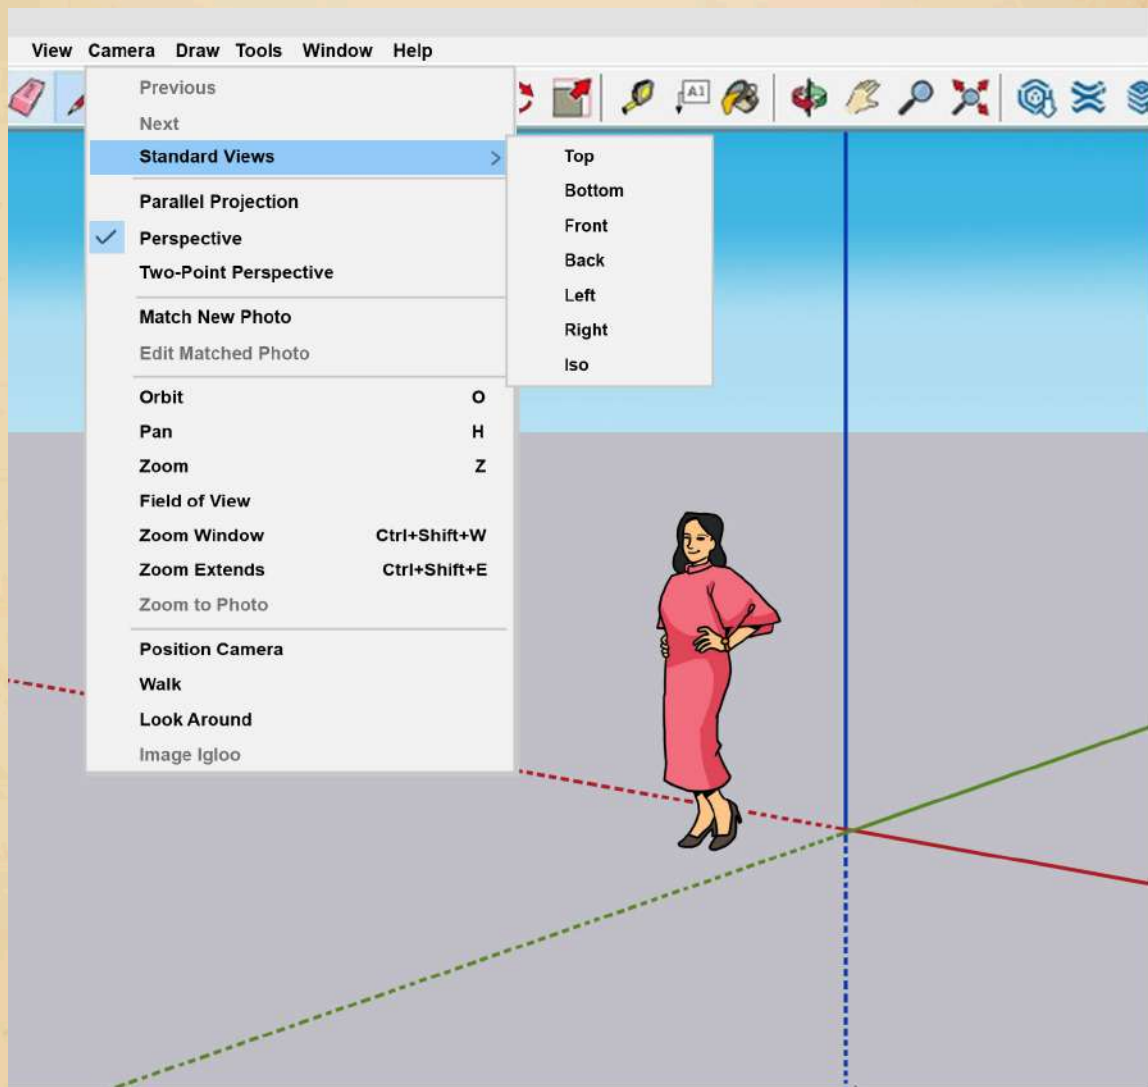 View Camera Draw Tools Window Help
A1
Previous
Next
Standard Views
Parallel Projection
Perspective
Two-Point Perspective
Match New Photo
Edit Matched Photo
Orbit O
Pan H
Zoom Z
Field of View
Zoom Window Ctrl+Shift+W
Zoom Extends Ctrl+Shift+E
Zoom to Photo
Position Camera
Walk
Look Around
Image Igloo
Top
Bottom
Front
Back
Left
Right
Iso